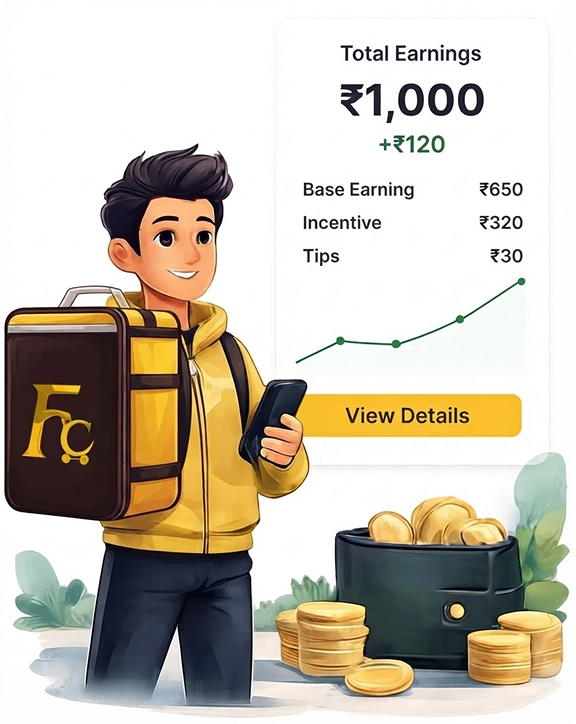 Total Earnings
₹1,000
+₹120
Base Earning ₹650
Incentive ₹320
Tips ₹30
View Details
Fc